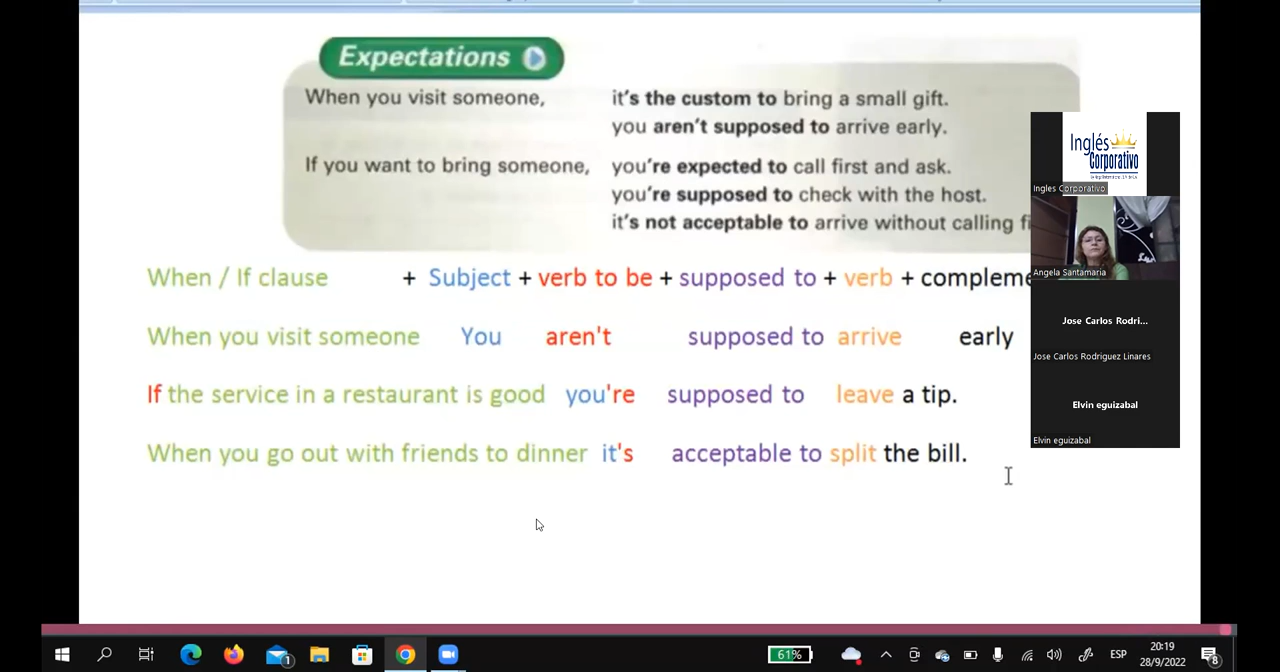 Expectations
When you visit someone, it's the custom to bring a small gift.
you aren't supposed to arrive early.
If you want to bring someone, you're expected to call first and ask.
you're supposed to check with the host.
it's not acceptable to arrive without calling fi
When / If clause + Subject + verb to be + supposed to + verb + compleme
When you visit someone You aren't supposed to arrive early
If the service in a restaurant is good you're supposed to leave a tip.
When you go out with friends to dinner it's acceptable to split the bill.
Inglés
Corporativo
Ingles Corporativo
Angela Santamaria
Jose Carlos Rodri...
Jose Carlos Rodriguez Linares
Elvin eguizabal
Elvin eguizabal
1
61%
ESP
20:19
28/9/2022
8